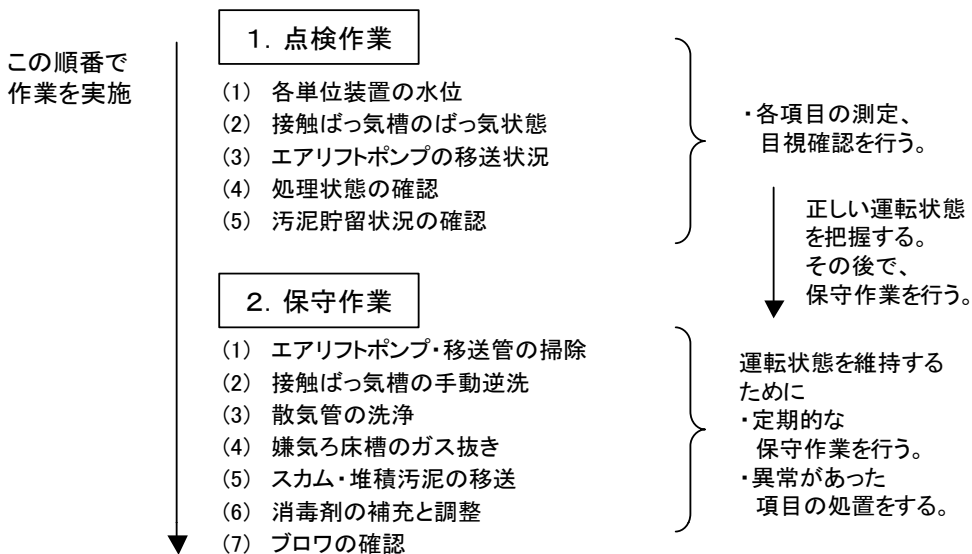 この順番で
作業を実施
1. 点検作業
(1) 各単位装置の水位
(2) 接触ばっ気槽のばっ気状態
(3) エアリフトポンプの移送状況
(4) 処理状態の確認
(5) 汚泥貯留状況の確認
・各項目の測定、
目視確認を行う。
正しい運転状態
を把握する。
その後で、
保守作業を行う。
2. 保守作業
(1) エアリフトポンプ・移送管の掃除
(2) 接触ばっ気槽の手動逆洗
(3) 散気管の洗浄
(4) 嫌気ろ床槽のガス抜き
(5) スカム・堆積汚泥の移送
(6) 消毒剤の補充と調整
(7) ブロワの確認
運転状態を維持する
ために
・定期的な
保守作業を行う。
・異常があった
項目の処置をする。